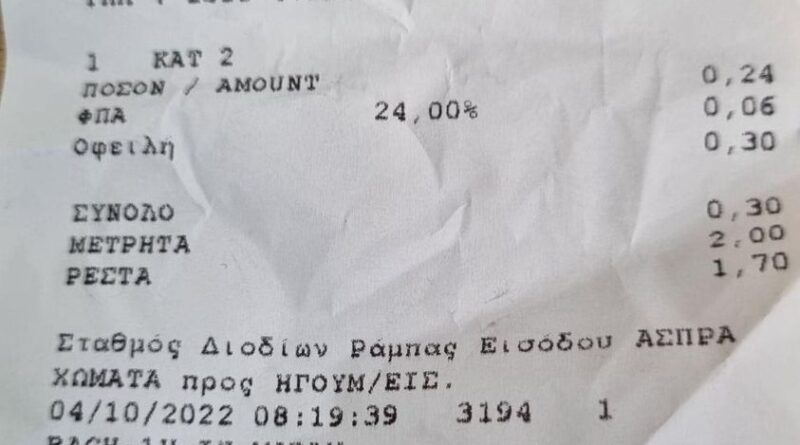 1 ΚΑΤ 2
ΠΟΣΟΝ / AMOUNT 0,24
ΦΠΑ 24,00% 0,06
Οφειλη 0,30
ΣΥΝΟΛΟ 0,30
ΜΕΤΡΗΤΑ 2,00
ΡΕΣΤΑ 1,70
Σταθμός Διοδίων Ράμπας Εισόδου ΑΣΠΡΑ
ΧΩΜΑΤΑ προς ΗΓΟΥΜ/ΕΙΣ.
04/10/2022 08:19:39 3194 1